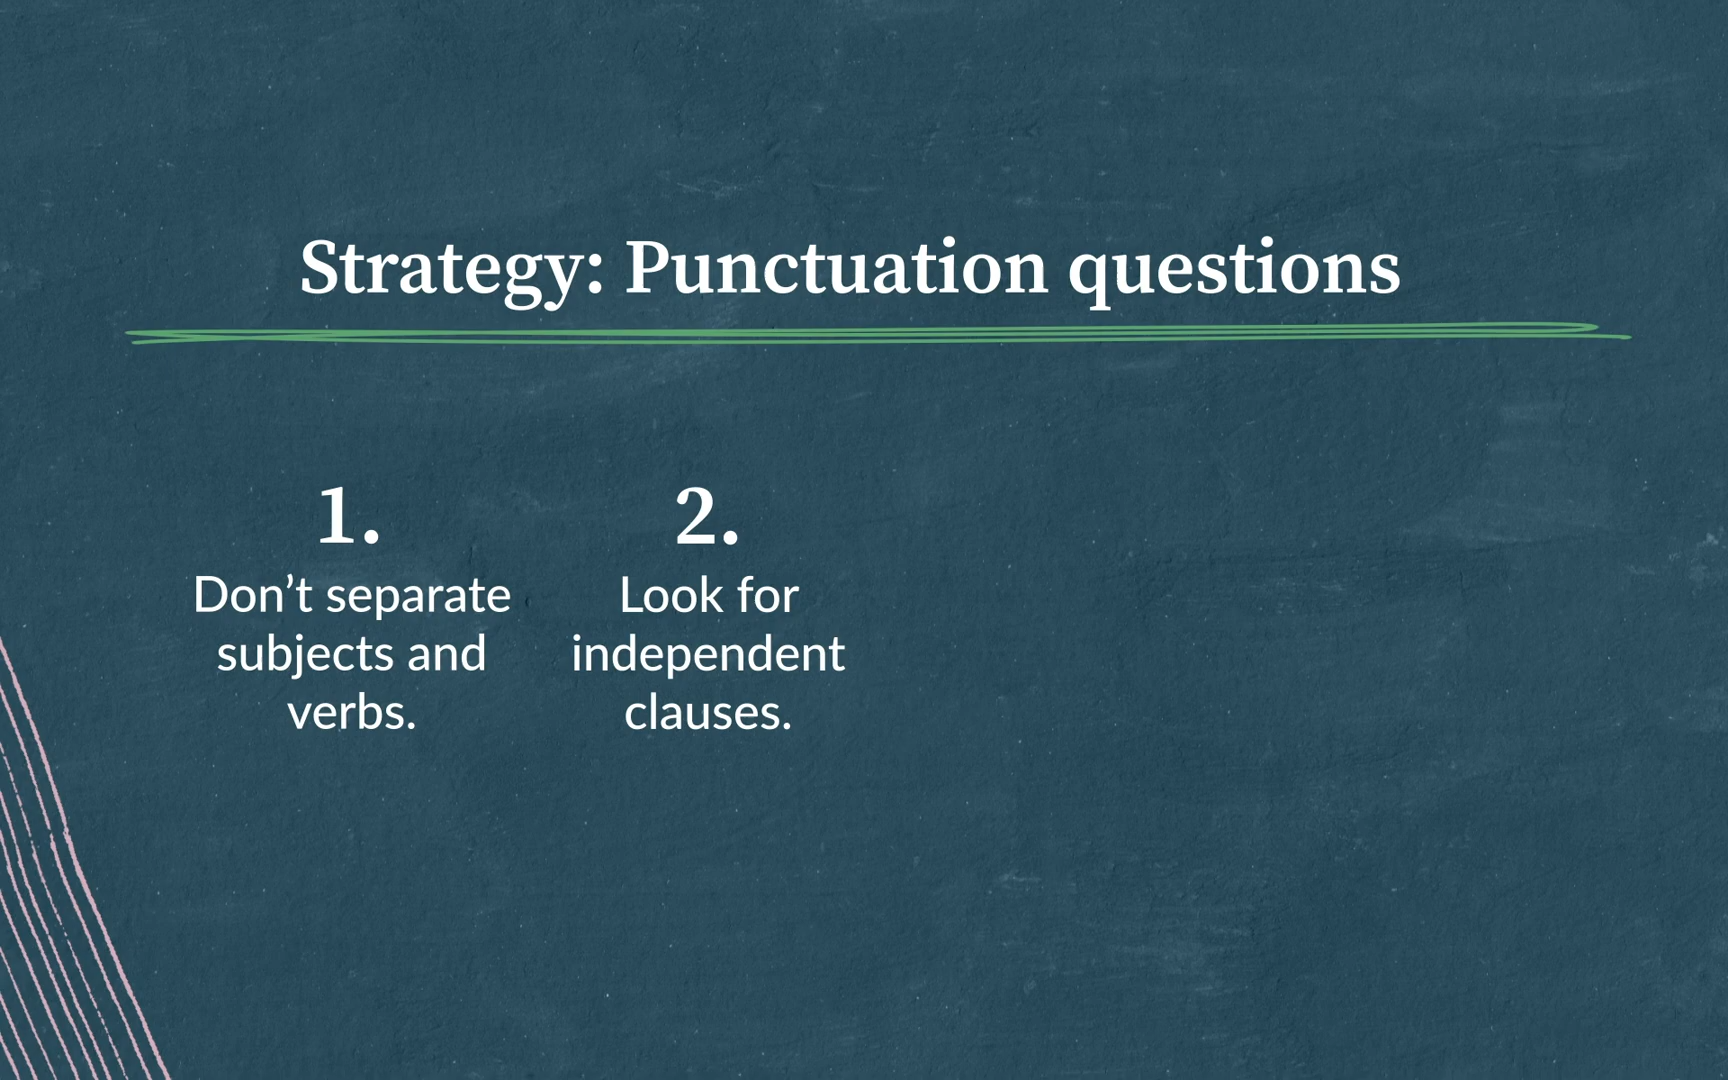 Strategy: Punctuation questions
1.
Don’t separate
subjects and
verbs.
2.
Look for
independent
clauses.